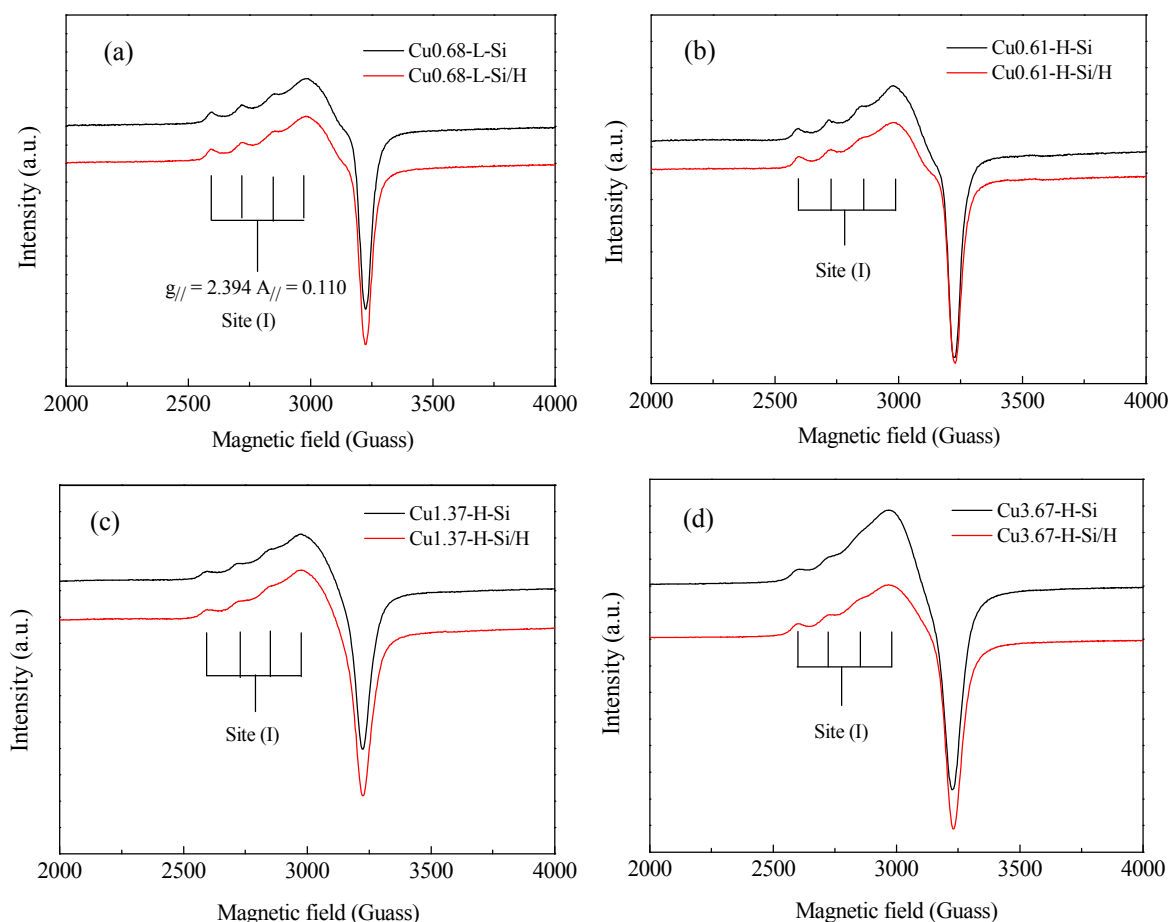 (a)
Cu0.68-L-Si
Cu0.68-L-Si/H
Intensity (a.u.)
g// = 2.394 A// = 0.110
Site (I)
2000 2500 3000 3500 4000
Magnetic field (Guass)
(b)
Cu0.61-H-Si
Cu0.61-H-Si/H
Intensity (a.u.)
Site (I)
2000 2500 3000 3500 4000
Magnetic field (Guass)
(c)
Cu1.37-H-Si
Cu1.37-H-Si/H
Intensity (a.u.)
Site (I)
2000 2500 3000 3500 4000
Magnetic field (Guass)
(d)
Cu3.67-H-Si
Cu3.67-H-Si/H
Intensity (a.u.)
Site (I)
2000 2500 3000 3500 4000
Magnetic field (Guass)